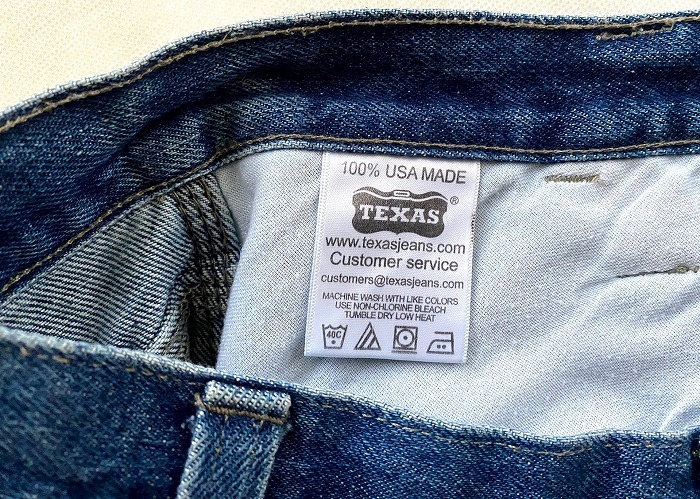 100% USA MADE
TEXAS®
www.texasjeans.com
Customer service
customers@texasjeans.com
MACHINE WASH WITH LIKE COLORS
USE NON-CHLORINE BLEACH
TUMBLE DRY LOW HEAT
40C